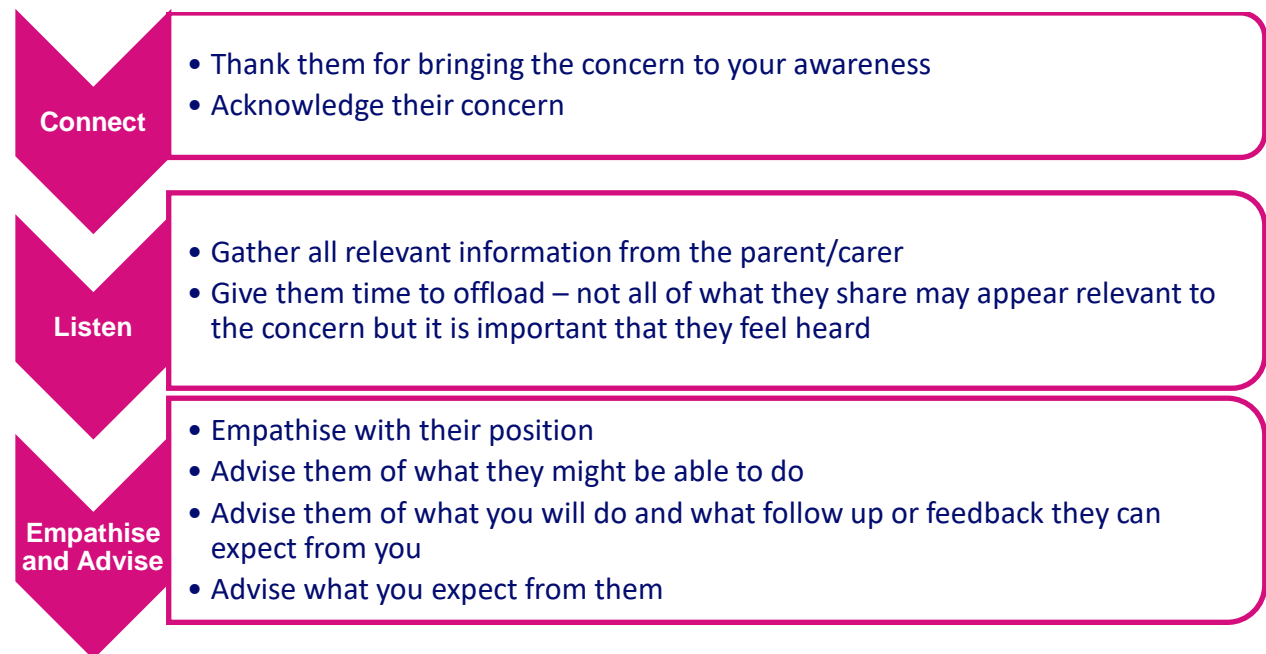 Connect
• Thank them for bringing the concern to your awareness
• Acknowledge their concern
Listen
• Gather all relevant information from the parent/carer
• Give them time to offload – not all of what they share may appear relevant to
the concern but it is important that they feel heard
Empathise
and Advise
• Empathise with their position
• Advise them of what they might be able to do
• Advise them of what you will do and what follow up or feedback they can
expect from you
• Advise what you expect from them